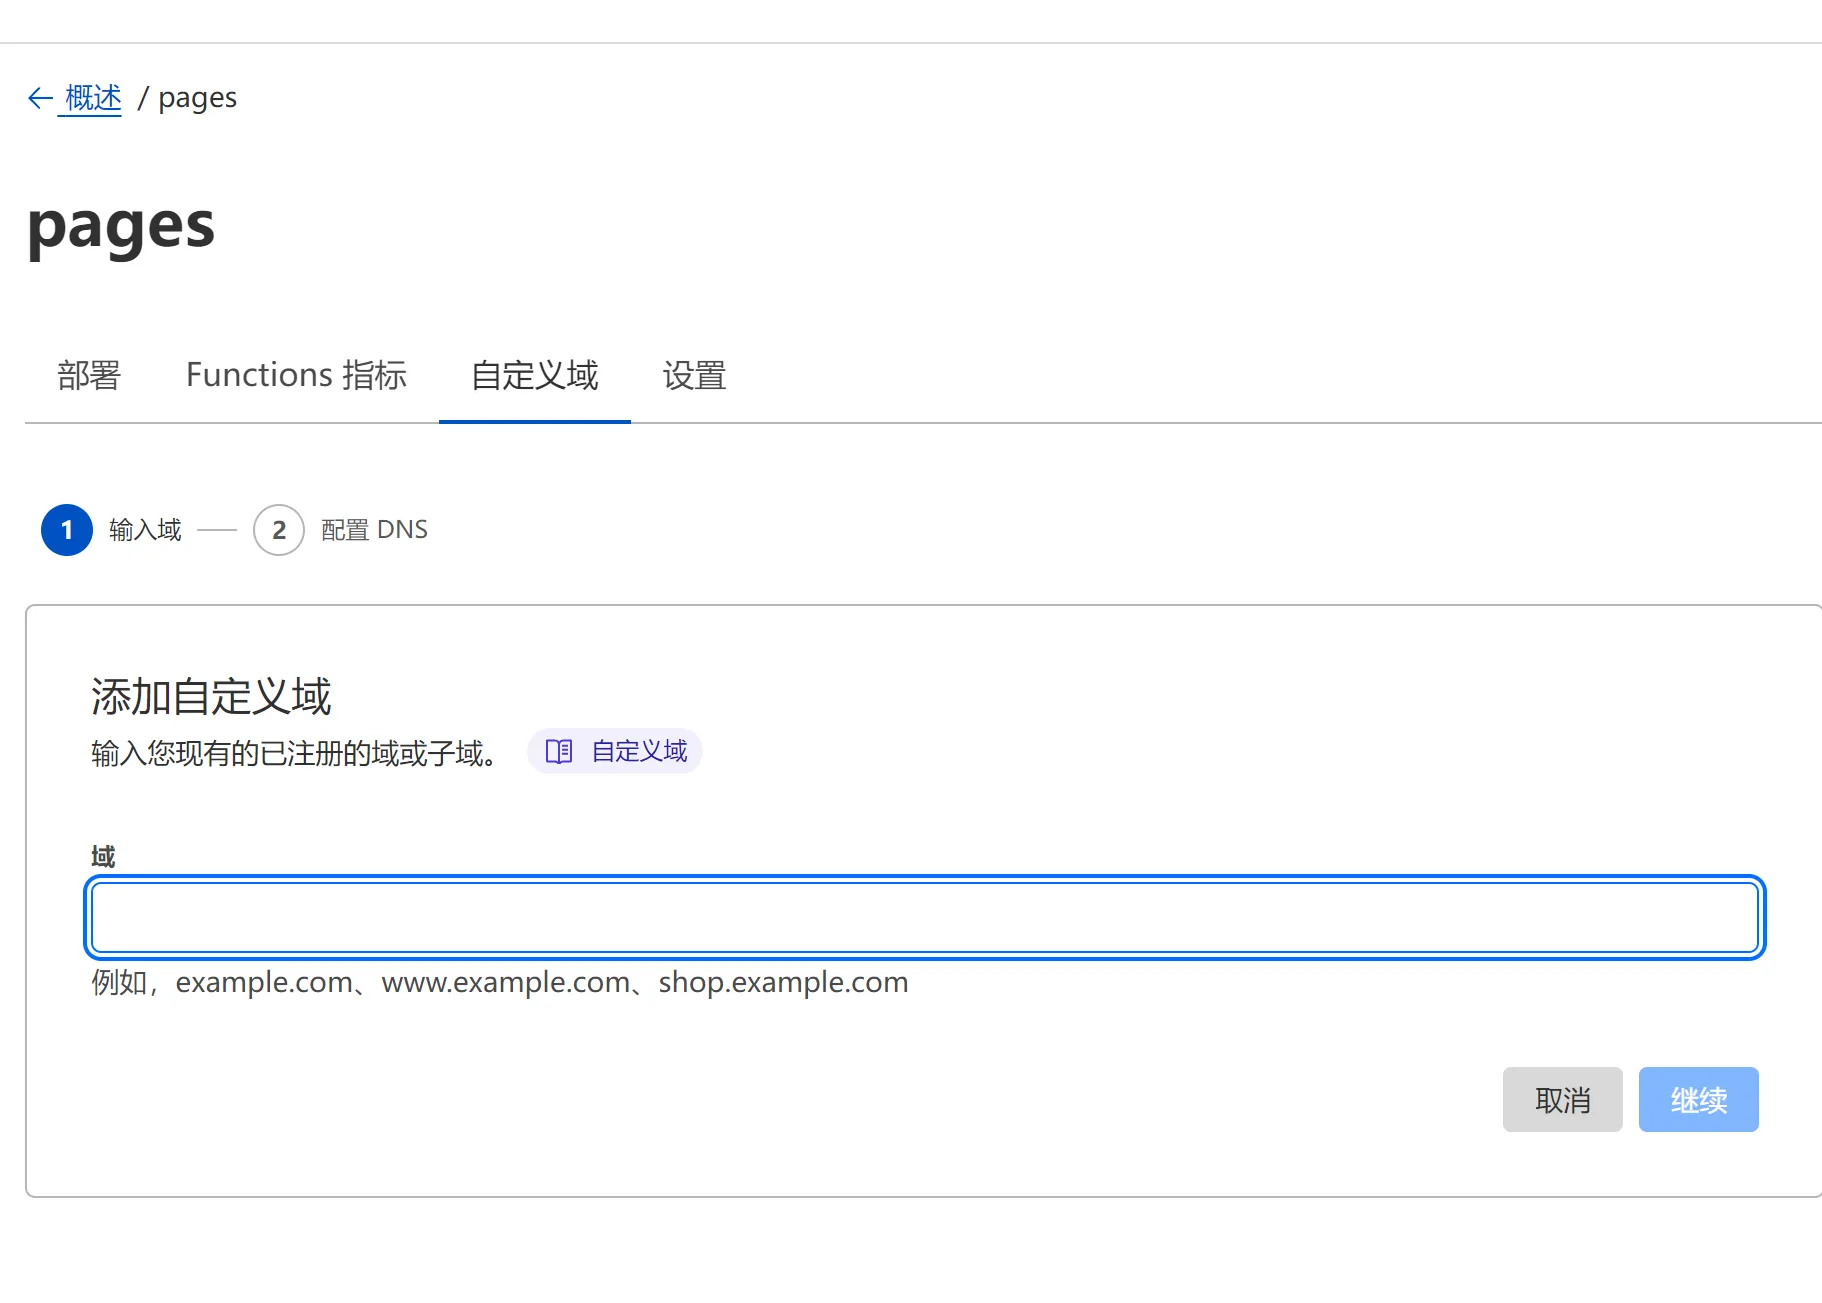 ← 概述 / pages
pages
部署 Functions 指标 自定义域 设置
1 输入域 2 配置 DNS
添加自定义域
输入您现有的已注册的域或子域。 自定义域
域
例如，example.com、www.example.com、shop.example.com
取消 继续